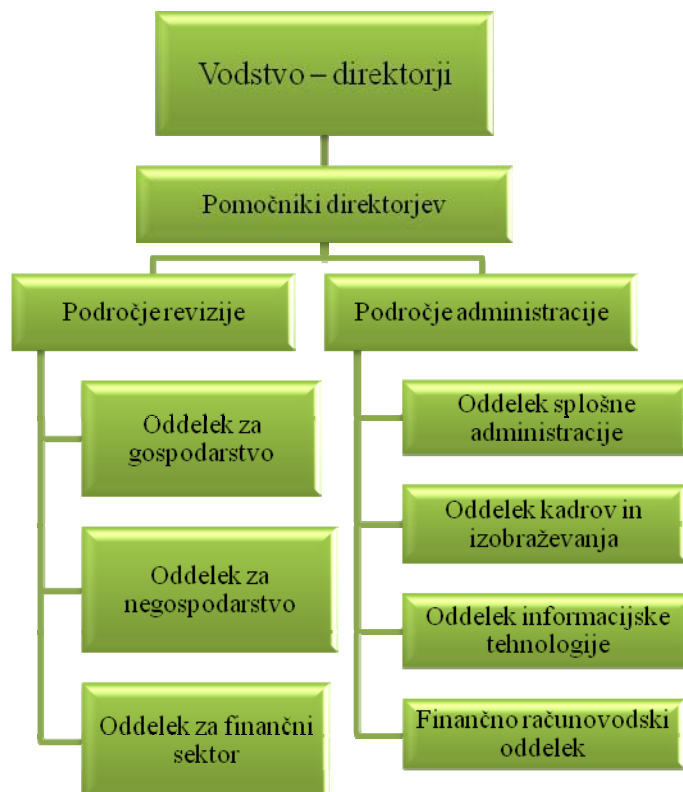 Vodstvo – direktorji
Pomočniki direktorjev
Področje revizije
Oddelek za
gospodarstvo
Oddelek za
negospodarstvo
Oddelek za finančni
sektor
Področje administracije
Oddelek splošne
administracije
Oddelek kadrov in
izobraževanja
Oddelek informacijske
tehnologije
Finančno računovodski
oddelek